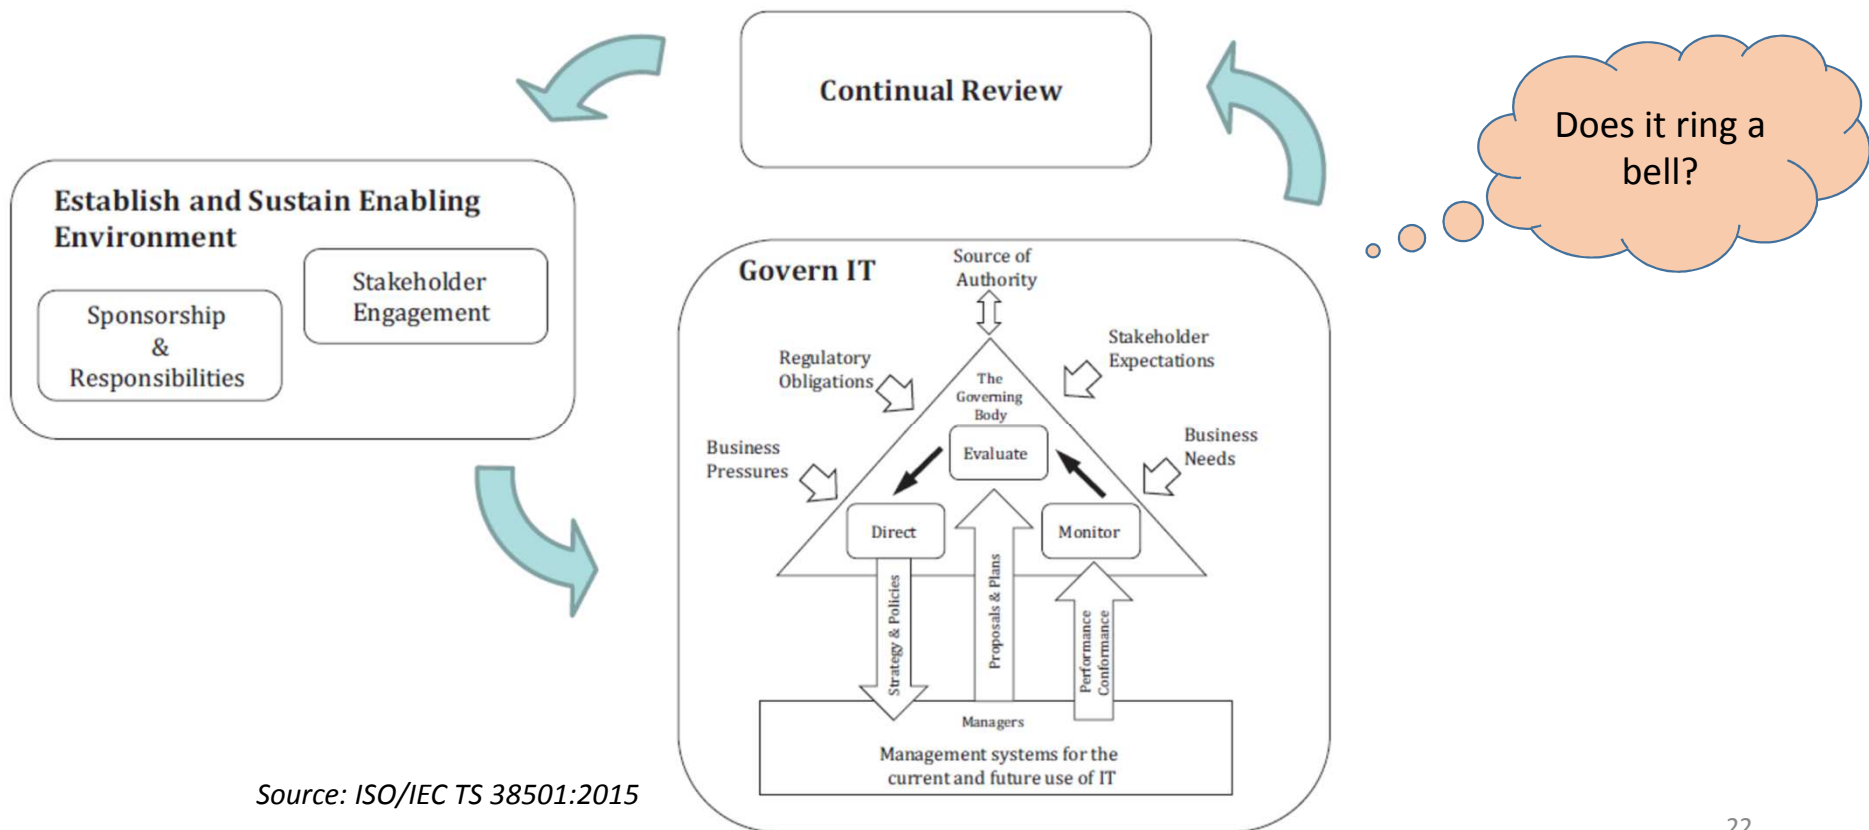 Continual Review
Does it ring a
bell?
Establish and Sustain Enabling
Environment
Stakeholder
Engagement
Sponsorship
&
Responsibilities
Govern IT
Source of
Authority
Regulatory
Obligations
Stakeholder
Expectations
The
Governing
Body
Business
Pressures
Evaluate
Business
Needs
Direct
Monitor
Strategy & Policies
Proposals & Plans
Performance
Conformance
Managers
Management systems for the
current and future use of IT
Source: ISO/IEC TS 38501:2015
22